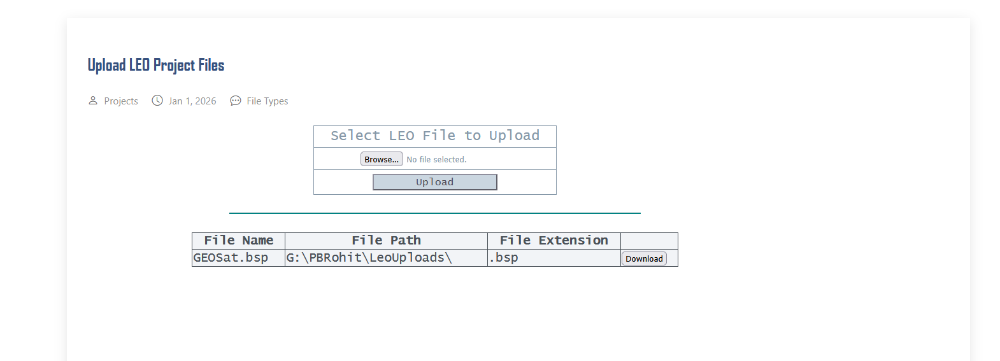 Upload LEO Project Files
Projects Jan 1, 2026 File Types
Select LEO File to Upload
Browse... No file selected.
Upload
File Name File Path File Extension
GEOSat.bsp G:\PBRohit\LeoUploads\ .bsp Download